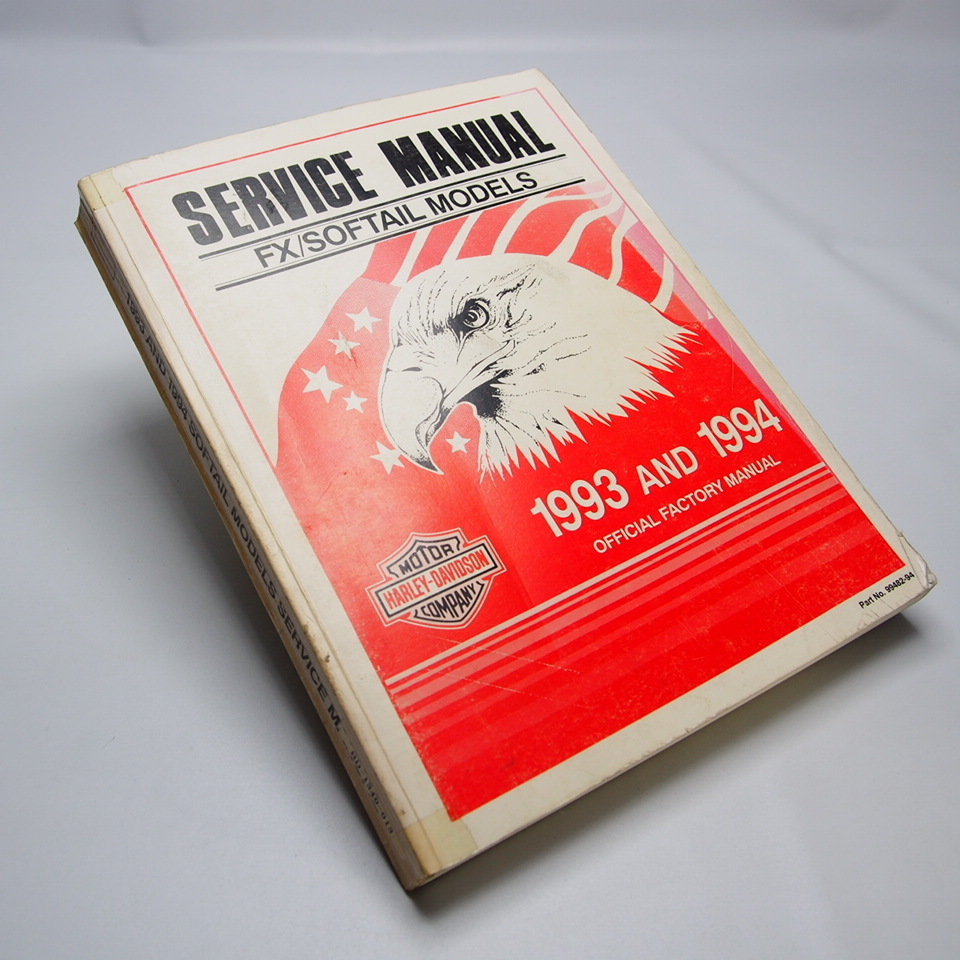 SERVICE MANUAL
FX/SOFTAIL MODELS
1993 AND 1994
OFFICIAL FACTORY MANUAL
MOTOR
HARLEY-DAVIDSON
COMPANY
Part No. 99482-94
1993 AND 1994 SOFTAIL MODELS SERVICE M.